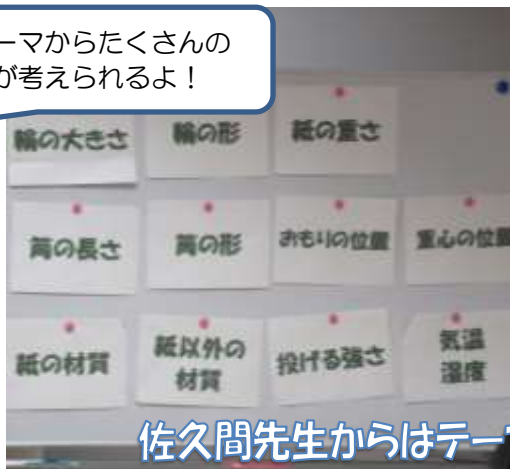 ーマからたくさんの
が考えられるよ！
輪の大きさ
輪の形
紙の重さ
筒の長さ
筒の形
おもりの位置
重心の位置
紙の材質
紙以外の
材質
投げる強さ
気温
湿度
佐久間先生からはテー